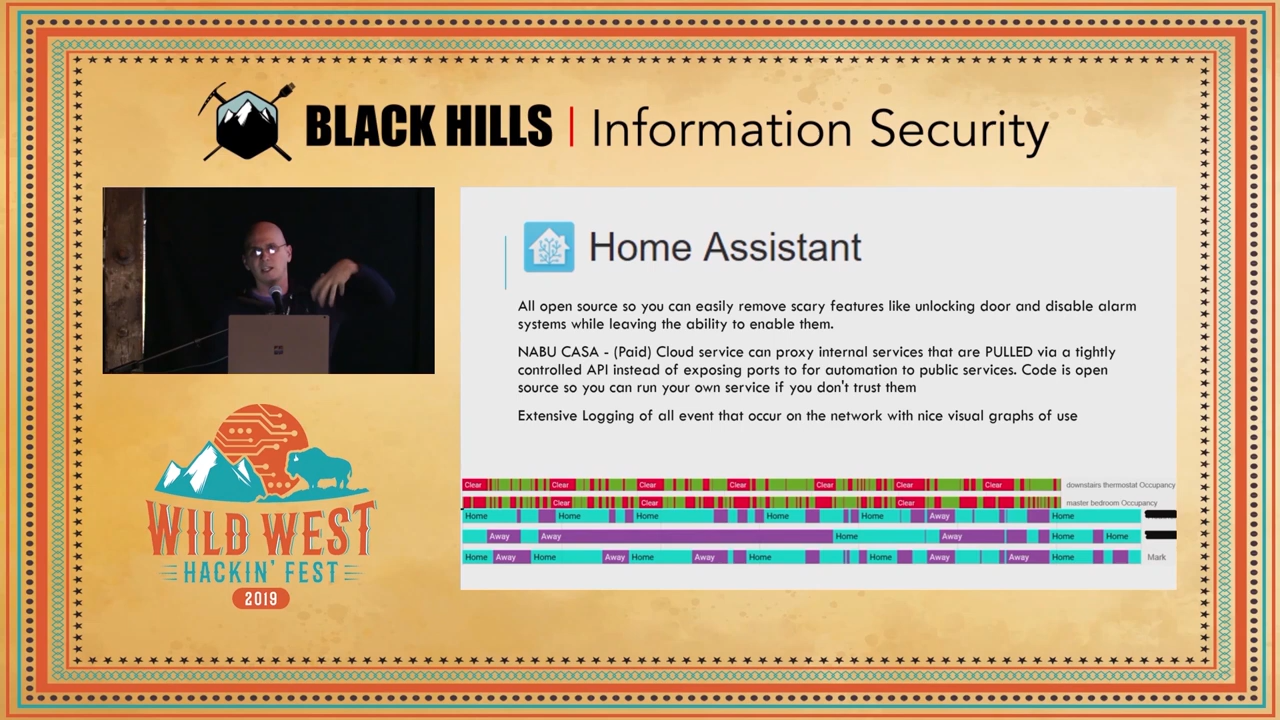 BLACK HILLS | Information Security
Home Assistant
All open source so you can easily remove scary features like unlocking door and disable alarm
systems while leaving the ability to enable them.
NABU CASA - (Paid) Cloud service can proxy internal services that are PULLED via a tightly
controlled API instead of exposing ports to for automation to public services. Code is open
source so you can run your own service if you don't trust them
Extensive Logging of all event that occur on the network with nice visual graphs of use
Clear Clear Clear Clear Clear Clear Clear downstairs thermostat Occupancy
Clear Clear Clear master bedroom Occupancy
Home Home Home Home Home Away Home
Away Away Home Away Home Home
Home Away Home Away Home Away Home Home Away Away Home Mark
WILD WEST
HACKIN' FEST
2019